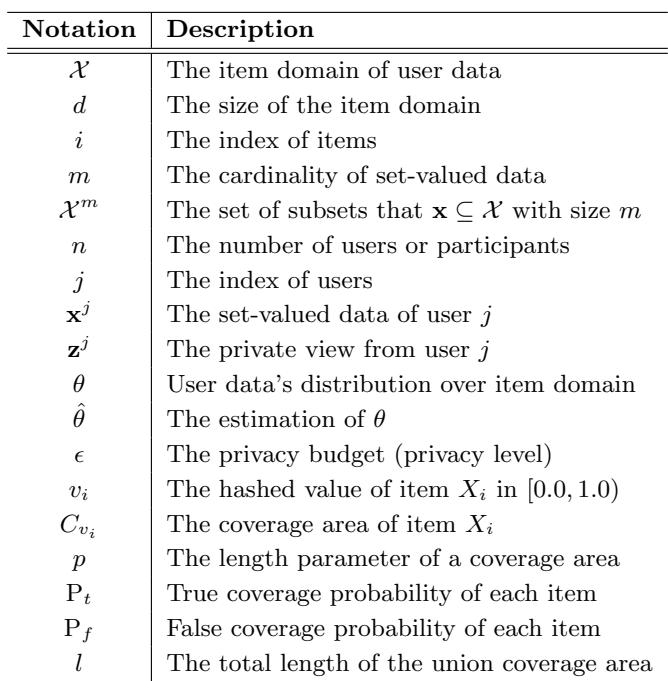 Notation Description
𝒳 The item domain of user data
d The size of the item domain
i The index of items
m The cardinality of set-valued data
𝒳^m The set of subsets that 𝐱 ⊆ 𝒳 with size m
n The number of users or participants
j The index of users
𝐱^j The set-valued data of user j
𝐳^j The private view from user j
θ User data's distribution over item domain
θ̂ The estimation of θ
ϵ The privacy budget (privacy level)
v_i The hashed value of item X_i in [0.0, 1.0)
C_{v_i} The coverage area of item X_i
p The length parameter of a coverage area
P_t True coverage probability of each item
P_f False coverage probability of each item
l The total length of the union coverage area